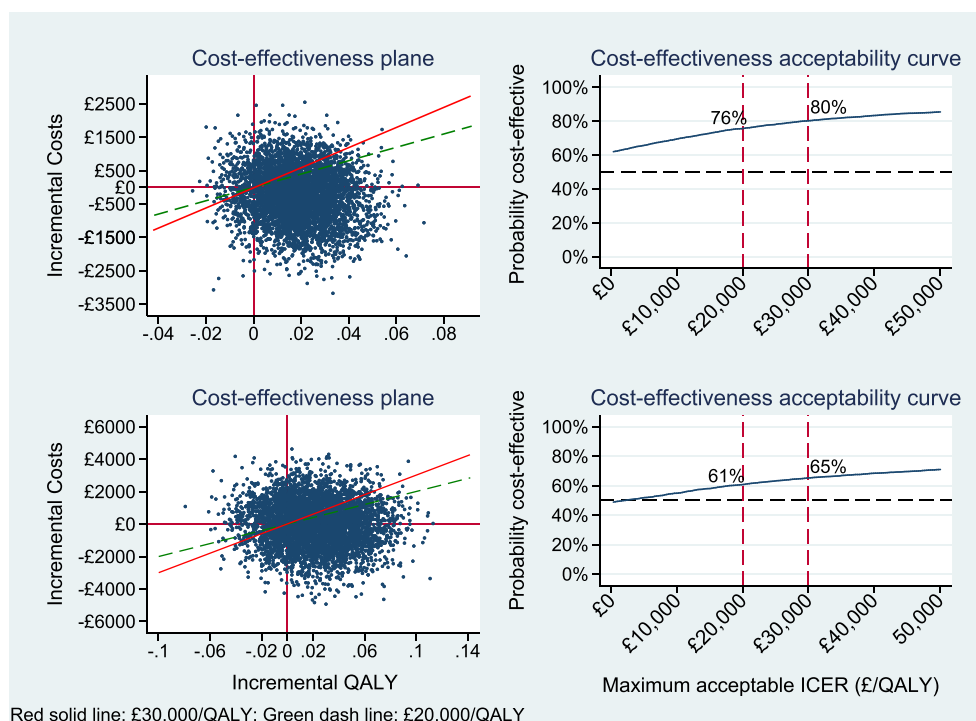 Cost-effectiveness plane
Incremental Costs
£2500
£1500
£500
£0
-£500
-£1500
-£2500
-£3500
-.04 -.02 0 .02 .04 .06 .08
Cost-effectiveness acceptability curve
Probability cost-effective
100%
80%
60%
40%
20%
0%
76%
80%
£0 £10,000 £20,000 £30,000 £40,000 £50,000
Cost-effectiveness plane
Incremental Costs
£6000
£4000
£2000
£0
-£2000
-£4000
-£6000
-.1 -.06 -.02 0 .02 .06 .1 .14
Incremental QALY
Cost-effectiveness acceptability curve
Probability cost-effective
100%
80%
60%
40%
20%
0%
61%
65%
£0 £10,000 £20,000 £30,000 £40,000 50,000
Maximum acceptable ICER (£/QALY)
Red solid line: £30,000/QALY; Green dash line: £20,000/QALY